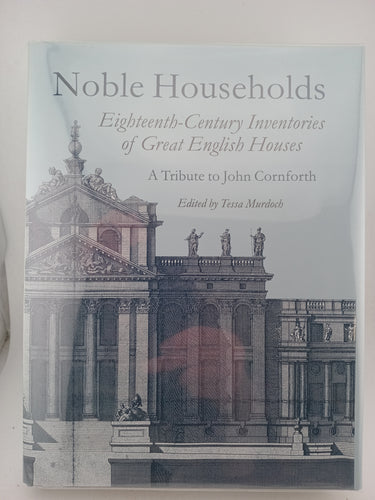 Noble Households
Eighteenth-Century Inventories
of Great English Houses
A Tribute to John Cornforth
Edited by Tessa Murdoch